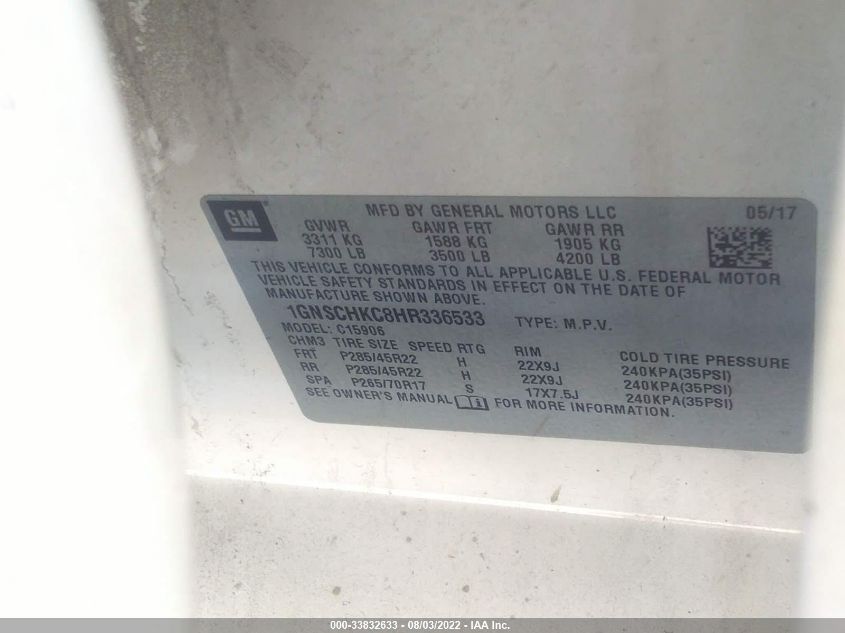 GM
MFD BY GENERAL MOTORS LLC 05/17
GVWR GAWR FRT GAWR RR
3311 KG 1588 KG 1905 KG
7300 LB 3500 LB 4200 LB
THIS VEHICLE CONFORMS TO ALL APPLICABLE U.S. FEDERAL MOTOR
VEHICLE SAFETY STANDARDS IN EFFECT ON THE DATE OF
MANUFACTURE SHOWN ABOVE.
1GNSCHKC8HR336533 TYPE: M.P.V.
MODEL: C15906
CHM3 TIRE SIZE SPEED RTG RIM COLD TIRE PRESSURE
FRT P285/45R22 H 22X9J 240KPA(35PSI)
RR P285/45R22 H 22X9J 240KPA(35PSI)
SPA P265/70R17 S 17X7.5J 240KPA(35PSI)
SEE OWNER'S MANUAL i FOR MORE INFORMATION.
000-33832633 - 08/03/2022 - IAA Inc.